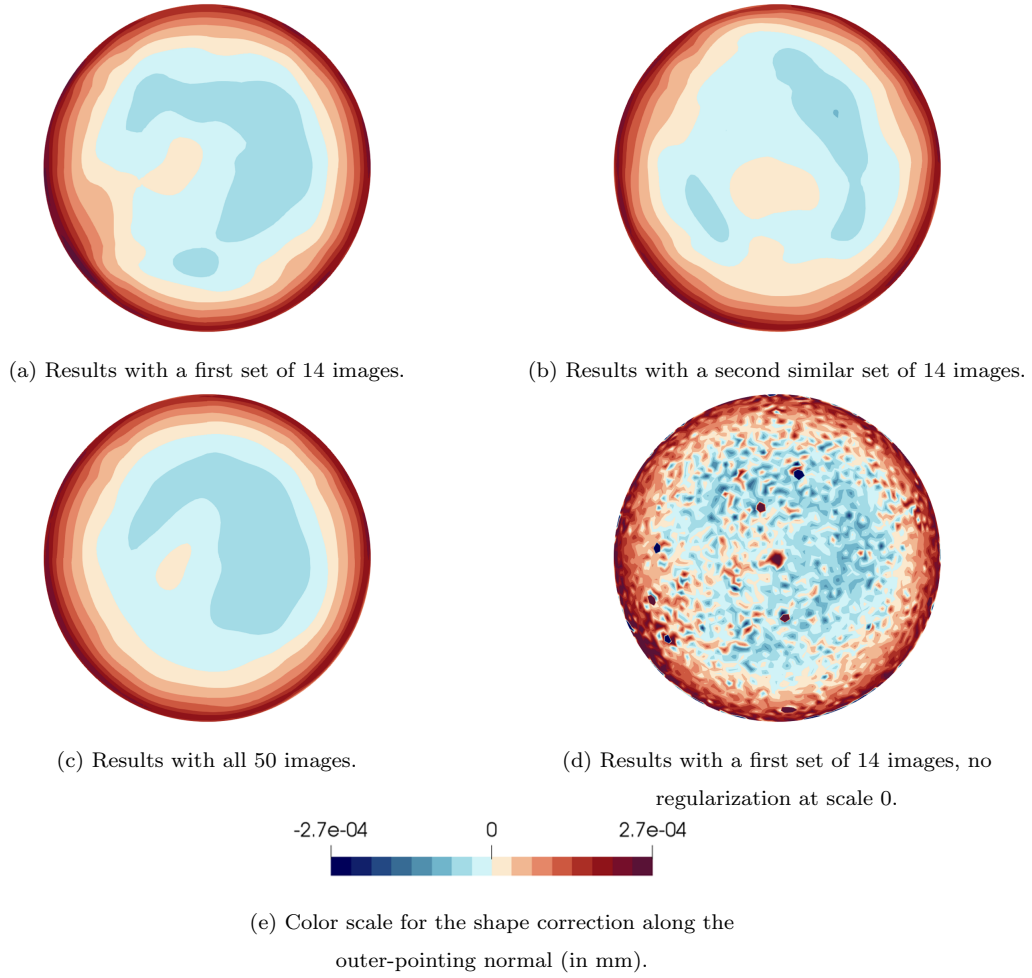 (a) Results with a first set of 14 images.
(b) Results with a second similar set of 14 images.
(c) Results with all 50 images.
(d) Results with a first set of 14 images, no
regularization at scale 0.
-2.7e-04 0 2.7e-04
(e) Color scale for the shape correction along the
outer-pointing normal (in mm).